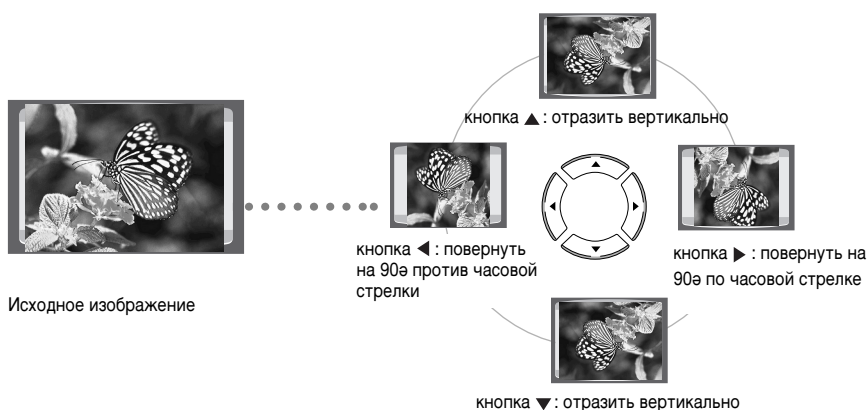 кнопка ▲ : отразить вертикально
кнопка ◀ : повернуть
на 90ə против часовой
стрелки
кнопка ▶ : повернуть на
90ə по часовой стрелке
Исходное изображение
кнопка ▼ : отразить вертикально